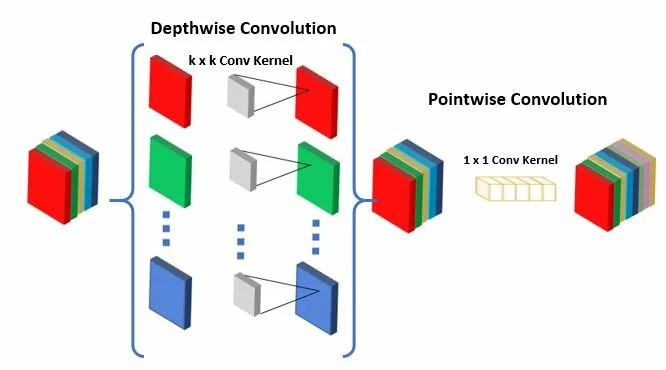 Depthwise Convolution
k x k Conv Kernel
Pointwise Convolution
1 x 1 Conv Kernel